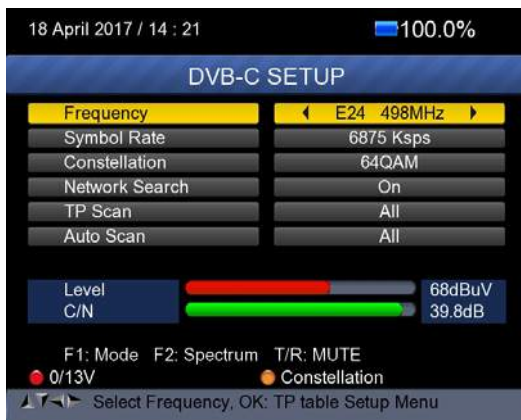 18 April 2017 / 14 : 21 100.0%
DVB-C SETUP
Frequency E24 498MHz
Symbol Rate 6875 Ksps
Constellation 64QAM
Network Search On
TP Scan All
Auto Scan All
Level 68dBuV
C/N 39.8dB
F1: Mode F2: Spectrum T/R: MUTE
0/13V Constellation
Select Frequency, OK: TP table Setup Menu